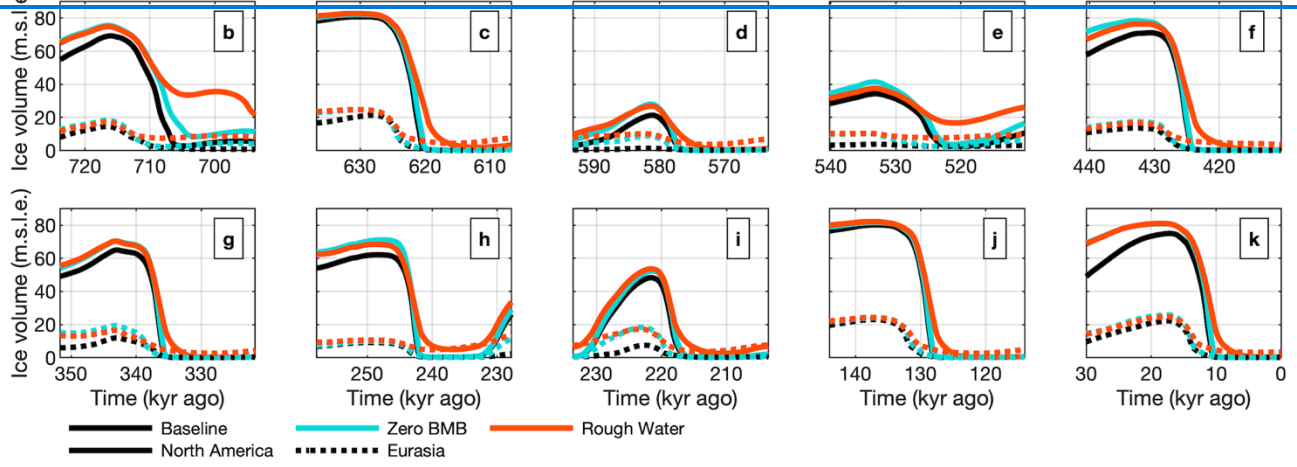 Ice volume (m.s.l.e.)
80
60
40
20
0
b
c
d
e
f
720 710 700
630 620 610
590 580 570
540 530 520
440 430 420
Ice volume (m.s.l.e.)
80
60
40
20
0
g
h
i
j
k
350 340 330
250 240 230
230 220 210
140 130 120
30 20 10 0
Time (kyr ago) Time (kyr ago) Time (kyr ago) Time (kyr ago) Time (kyr ago)
Baseline Zero BMB Rough Water
North America Eurasia